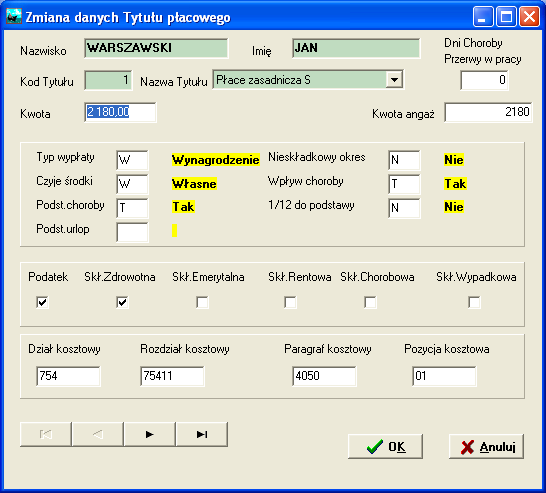 Zmiana danych Tytułu płacowego
Nazwisko WARSZAWSKI Imię JAN Dni Choroby
Przerwy w pracy
Kod Tytułu 1 Nazwa Tytułu Płace zasadnicza S 0
Kwota 2 180,00 Kwota angaż 2180
Typ wypłaty W Wynagrodzenie Nieskładkowy okres N Nie
Czyje środki W Własne Wpływ choroby T Tak
Podst.choroby T Tak 1/12 do podstawy N Nie
Podst.urlop
Podatek Skł.Zdrowotna Skł.Emerytalna Skł.Rentowa Skł.Chorobowa Skł.Wypadkowa
Dział kosztowy Rozdział kosztowy Paragraf kosztowy Pozycja kosztowa
754 75411 4050 01
OK Anuluj